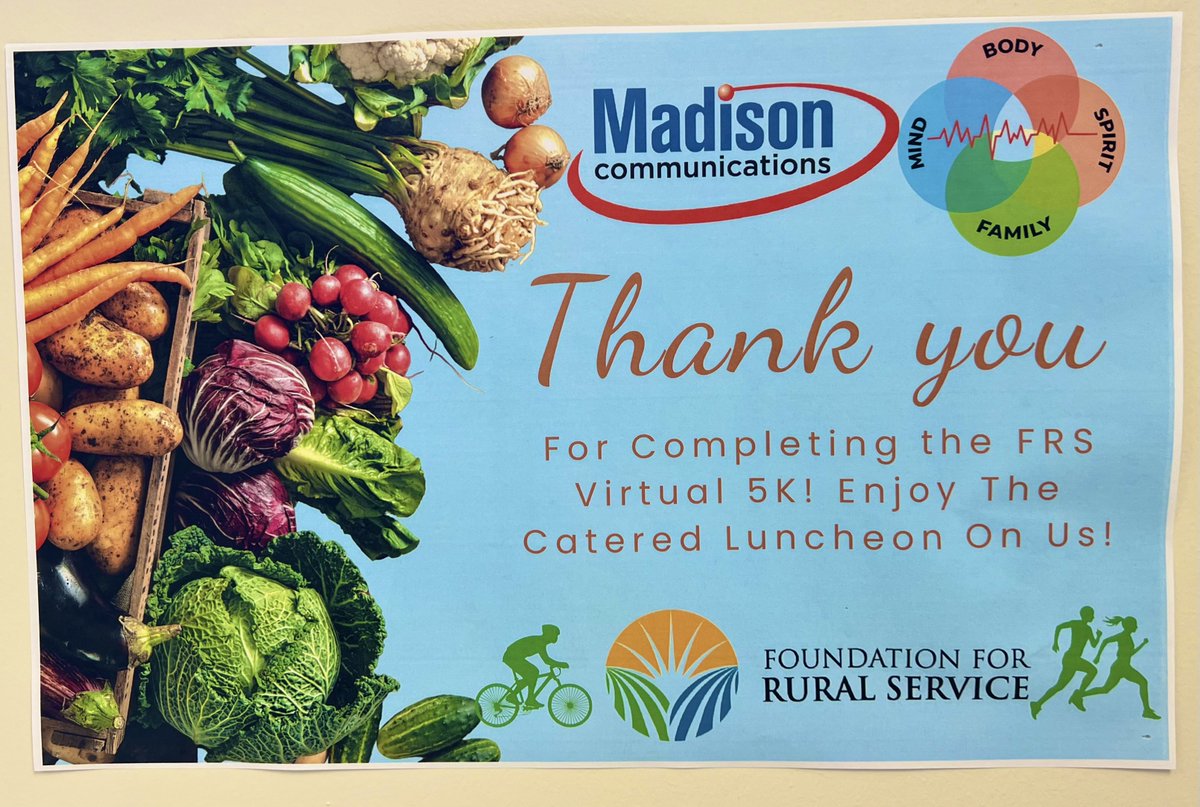 Madison
communications
BODY
MIND
SPIRIT
FAMILY
Thank you
For Completing the FRS
Virtual 5K! Enjoy The
Catered Luncheon On Us!
FOUNDATION FOR
RURAL SERVICE